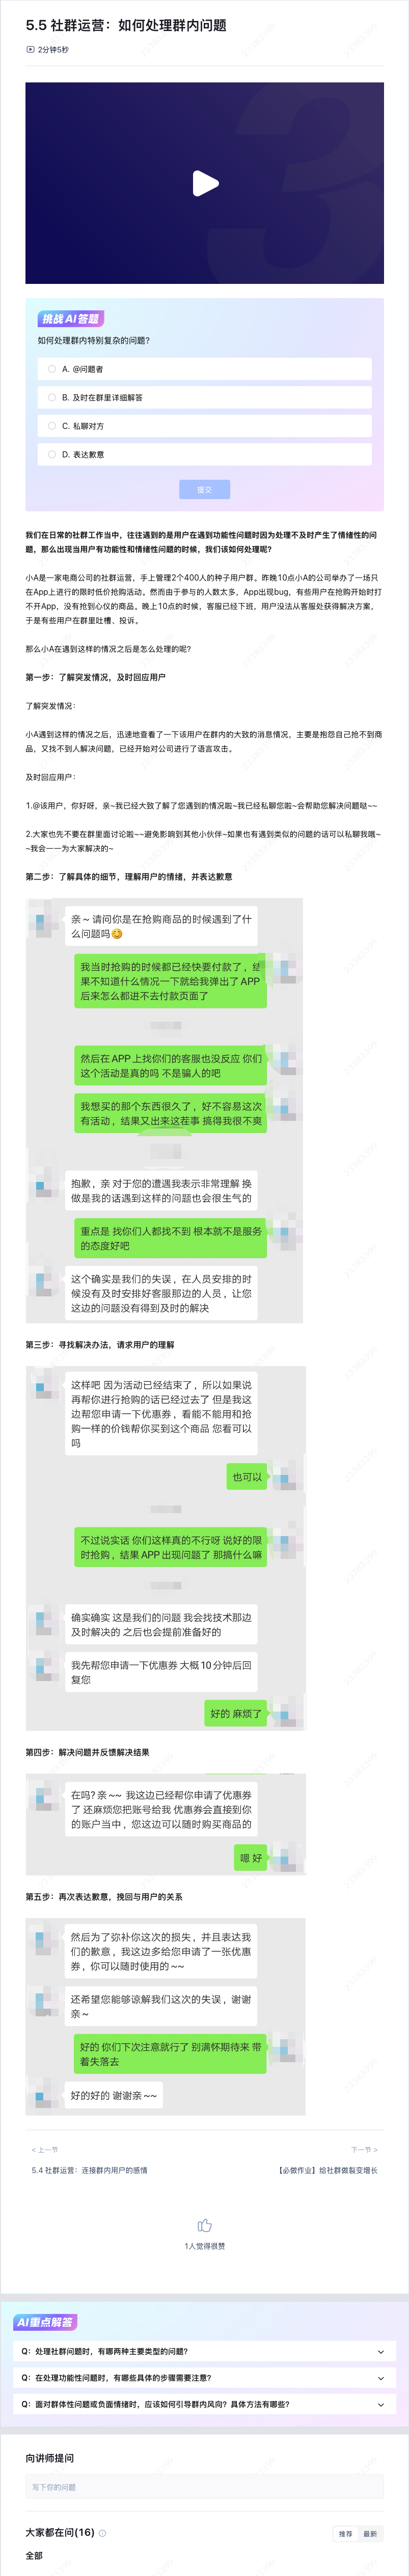 5.5 社群运营：如何处理群内问题
2分钟5秒
挑战AI答题
如何处理群内特别复杂的问题?
A. @问题者
B. 及时在群里详细解答
C. 私聊对方
D. 表达歉意
提交
我们在日常的社群工作当中，往往遇到的是用户在遇到功能性问题时因为处理不及时产生了情绪性的问
题，那么出现当用户有功能性和情绪性问题的时候，我们该如何处理呢?
小A是一家电商公司的社群运营，手上管理2个400人的种子用户群。昨晚10点小A的公司举办了一场只
在App上进行的限时低价抢购活动。然而由于参与的人数太多，App出现bug，有些用户在抢购开始时打
不开App，没有抢到心仪的商品。晚上10点的时候，客服已经下班，用户没法从客服处获得解决方案，
于是有些用户在群里吐槽、投诉。
那么小A在遇到这样的情况之后是怎么处理的呢?
第一步：了解突发情况，及时回应用户
了解突发情况：
小A遇到这样的情况之后，迅速地查看了一下该用户在群内的大致的消息情况，主要是抱怨自己抢不到商
品，又找不到人解决问题，已经开始对公司进行了语言攻击。
及时回应用户：
1.@该用户，你好呀，亲~我已经大致了解了您遇到的情况啦~我已经私聊您啦~会帮助您解决问题哒~~
2.大家也先不要在群里面讨论啦~~避免影响到其他小伙伴~如果也有遇到类似的问题的话可以私聊我哦~
~我会一一为大家解决的~
第二步：了解具体的细节，理解用户的情绪，并表达歉意
亲～请问你是在抢购商品的时候遇到了什
么问题吗😊
我当时抢购的时候都已经快要付款了，结
果不知道什么情况一下就给我弹出了APP
后来怎么都进不去付款页面了
然后在APP上找你们的客服也没反应 你们
这个活动是真的吗 不是骗人的吧
我想买的那个东西很久了，好不容易这次
有活动，结果又出来这茬事 搞得我很不爽
抱歉，亲 对于您的遭遇我表示非常理解 换
做是我的话遇到这样的问题也会很生气的
重点是 找你们人都找不到 根本就不是服务
的态度好吧
这个确实是我们的失误，在人员安排的时
候没有及时安排好客服那边的人员，让您
这边的问题没有得到及时的解决
第三步：寻找解决办法，请求用户的理解
这样吧 因为活动已经结束了，所以如果说
再帮你进行抢购的话已经过去了 但是我这
边帮您申请一下优惠券，看能不能用和抢
购一样的价钱帮你买到这个商品 您看可以
吗
也可以
不过说实话 你们这样真的不行呀 说好的限
时抢购，结果APP出现问题了 那搞什么嘛
确实确实 这是我们的问题 我会找技术那边
及时解决的 之后也会提前准备好的
我先帮您申请一下优惠券 大概10分钟后回
复您
好的 麻烦了
第四步：解决问题并反馈解决结果
在吗? 亲~~ 我这边已经帮你申请了优惠券
了 还麻烦您把账号给我 优惠券会直接到你
的账户当中，您这边可以随时购买商品的
嗯 好
第五步：再次表达歉意，挽回与用户的关系
然后为了弥补你这次的损失，并且表达我
们的歉意，我这边多给您申请了一张优惠
券，你可以随时使用的~~
还希望您能够谅解我们这次的失误，谢谢
亲~
好的 你们下次注意就行了 别满怀期待来 带
着失落去
好的好的 谢谢亲~~
< 上一节
下一节 >
5.4 社群运营：连接群内用户的感情
【必做作业】给社群做裂变增长
1人觉得很赞
AI重点解答
Q：处理社群问题时，有哪两种主要类型的问题?
Q：在处理功能性问题时，有哪些具体的步骤需要注意?
Q：面对群体性问题或负面情绪时，应该如何引导群内风向？具体方法有哪些?
向讲师提问
写下你的问题
大家都在问(16)
推荐
最新
全部